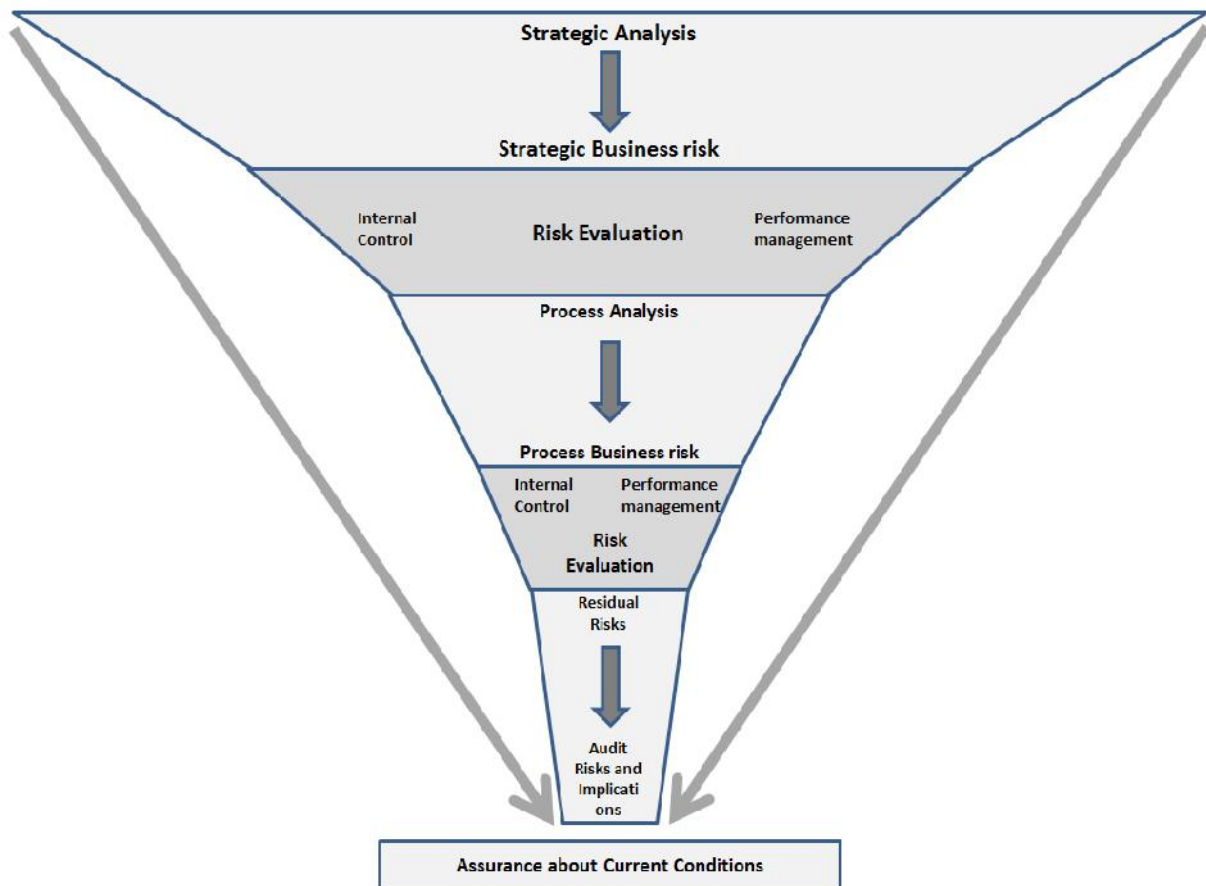 Strategic Analysis
Strategic Business risk
Internal
Control
Risk Evaluation
Performance
management
Process Analysis
Process Business risk
Internal
Control
Performance
management
Risk
Evaluation
Residual
Risks
Audit
Risks and
Implicati
ons
Assurance about Current Conditions